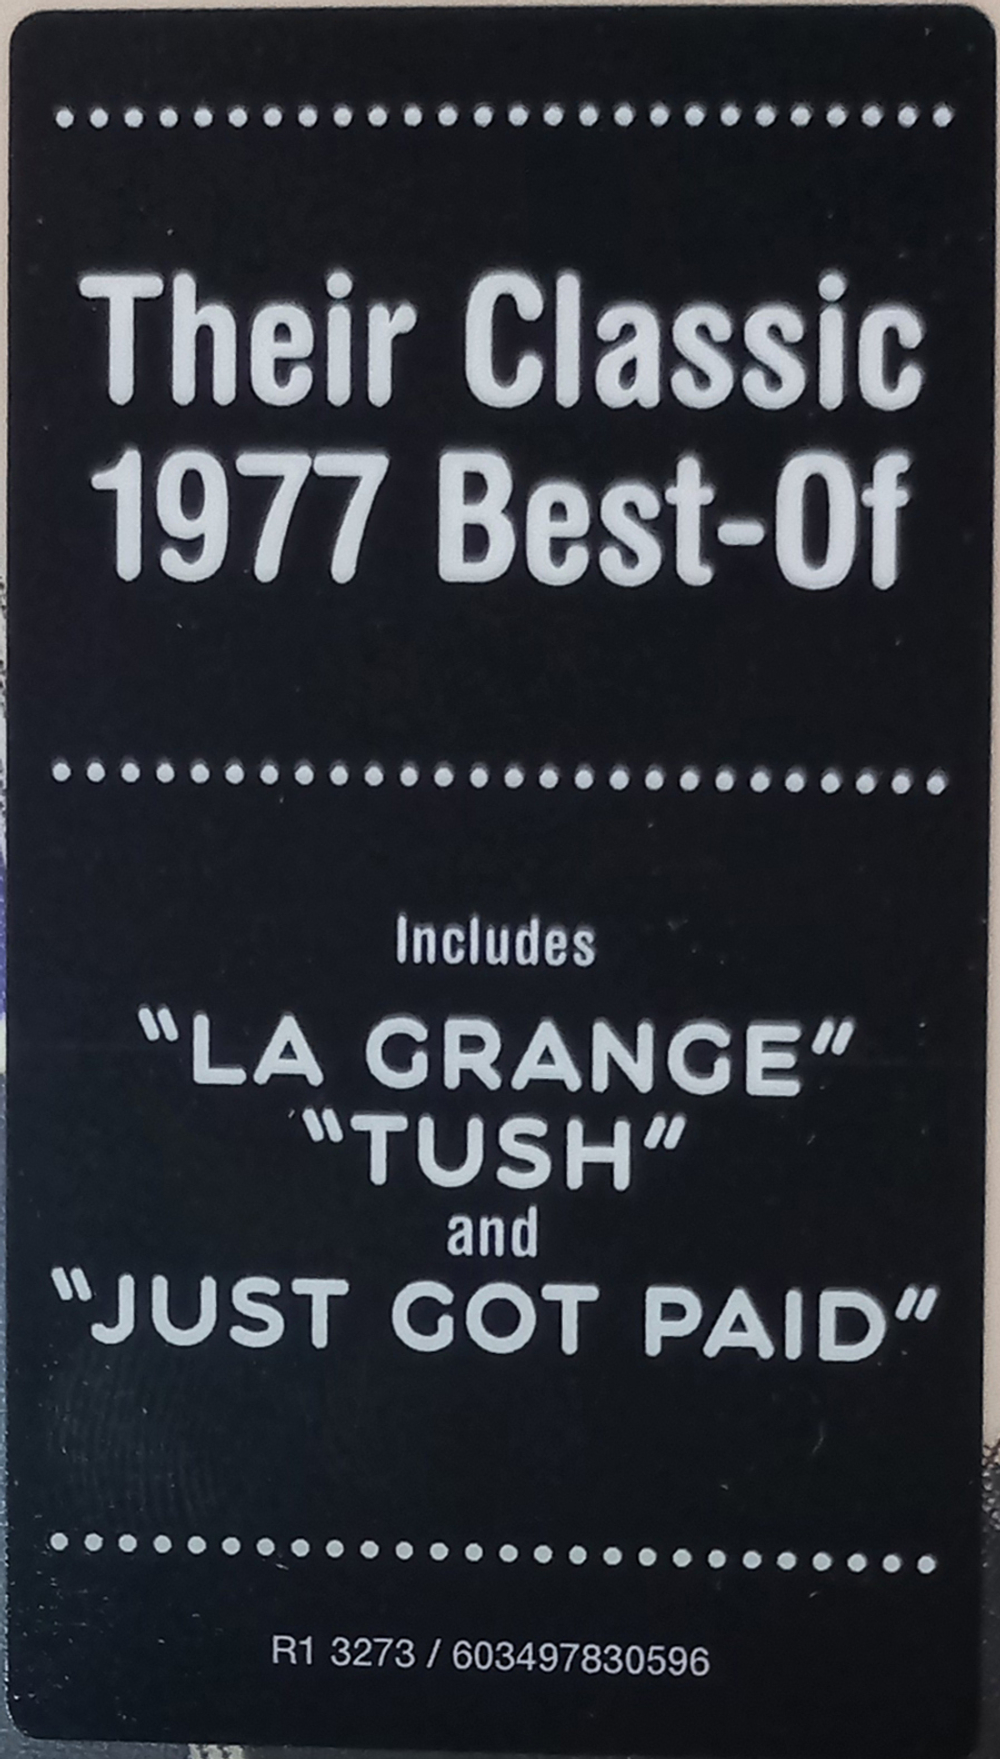 Their Classic
1977 Best-Of
Includes
"LA GRANGE"
"TUSH"
and
"JUST GOT PAID"
R1 3273 / 603497830596